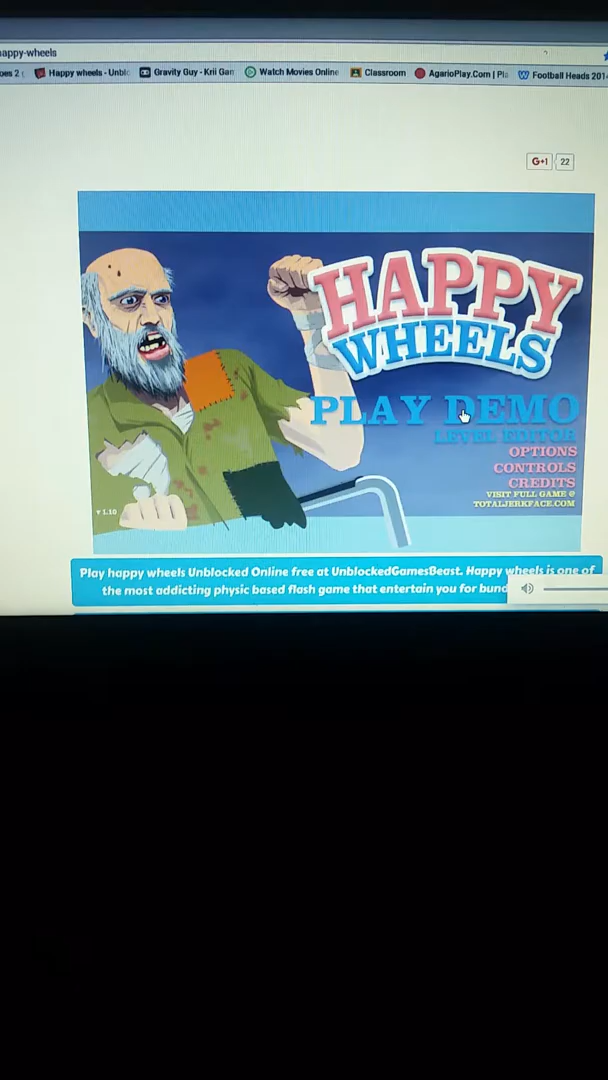 happy-wheels
Happy wheels - Unblo
Gravity Guy - Krii Gam
Watch Movies Online
Classroom
AgarioPlay.Com | Pla
Football Heads 201
G+1 22
HAPPY
WHEELS
PLAY DEMO
LEVEL EDITOR
OPTIONS
CONTROLS
CREDITS
VISIT FULL GAME @
TOTALJERKFACE.COM
v 1.10
Play happy wheels Unblocked Online free at UnblockedGamesBeast. Happy wheels is one of
the most addicting physic based flash game that entertain you for